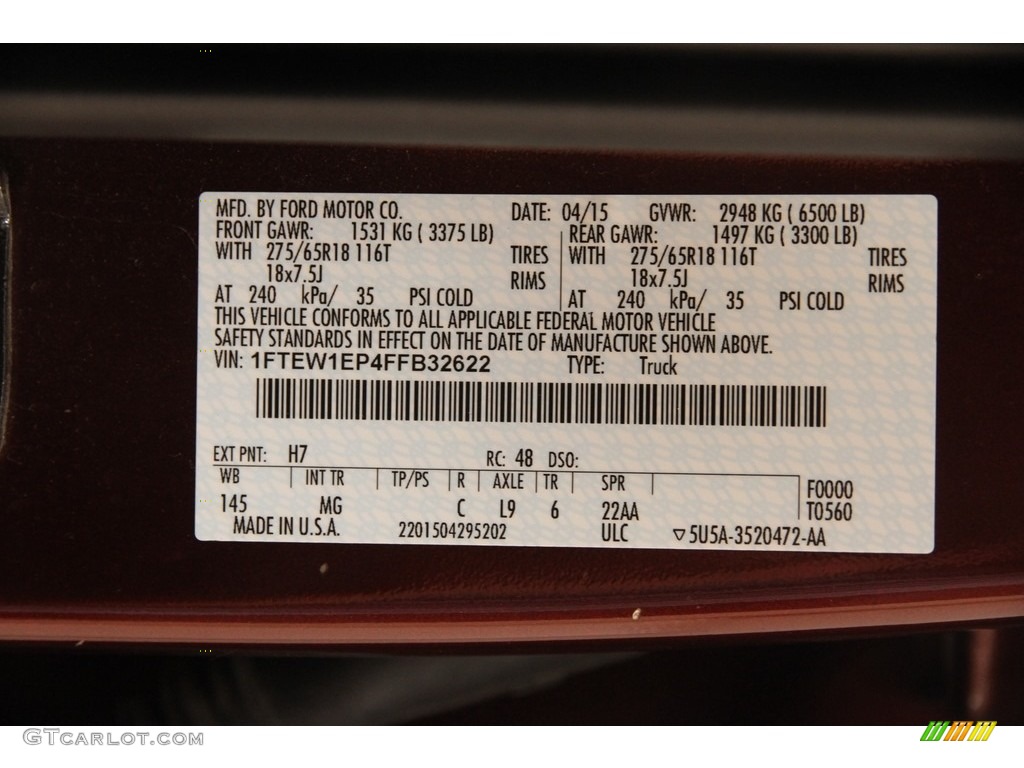 MFD. BY FORD MOTOR CO. DATE: 04/15 GVWR: 2948 KG ( 6500 LB)
FRONT GAWR: 1531 KG ( 3375 LB) REAR GAWR: 1497 KG ( 3300 LB)
WITH 275/65R18 116T TIRES WITH 275/65R18 116T TIRES
18x7.5J RIMS 18x7.5J RIMS
AT 240 kPa/ 35 PSI COLD AT 240 kPa/ 35 PSI COLD
THIS VEHICLE CONFORMS TO ALL APPLICABLE FEDERAL MOTOR VEHICLE
SAFETY STANDARDS IN EFFECT ON THE DATE OF MANUFACTURE SHOWN ABOVE.
VIN: 1FTEW1EP4FFB32622 TYPE: Truck
EXT PNT: H7 RC: 48 DSO:
WB INT TR TP/PS R AXLE TR SPR F0000
145 MG C L9 6 22AA T0560
MADE IN U.S.A. 2201504295202 ULC ▽5U5A-3520472-AA
GTCARLOT.COM